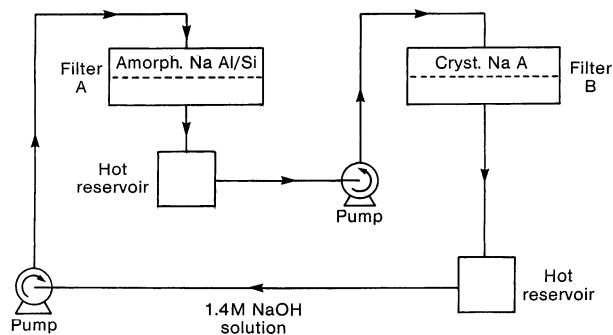 Filter
A
Amorph. Na Al/Si
Cryst. Na A
Filter
B
Hot
reservoir
Pump
Hot
reservoir
Pump
1.4M NaOH
solution